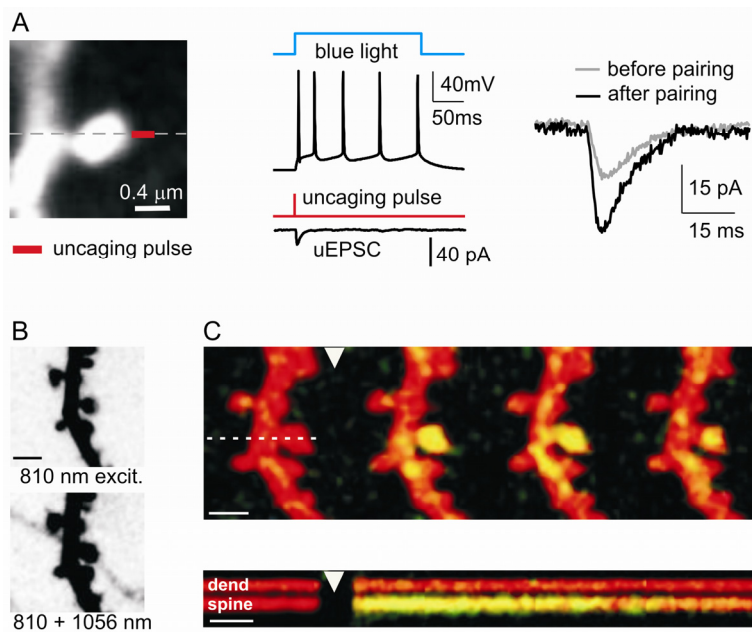 A
0.4 μm
uncaging pulse
blue light
40mV
50ms
uncaging pulse
uEPSC
40 pA
before pairing
after pairing
15 pA
15 ms
B
810 nm excit.
810 + 1056 nm
C
dend
spine